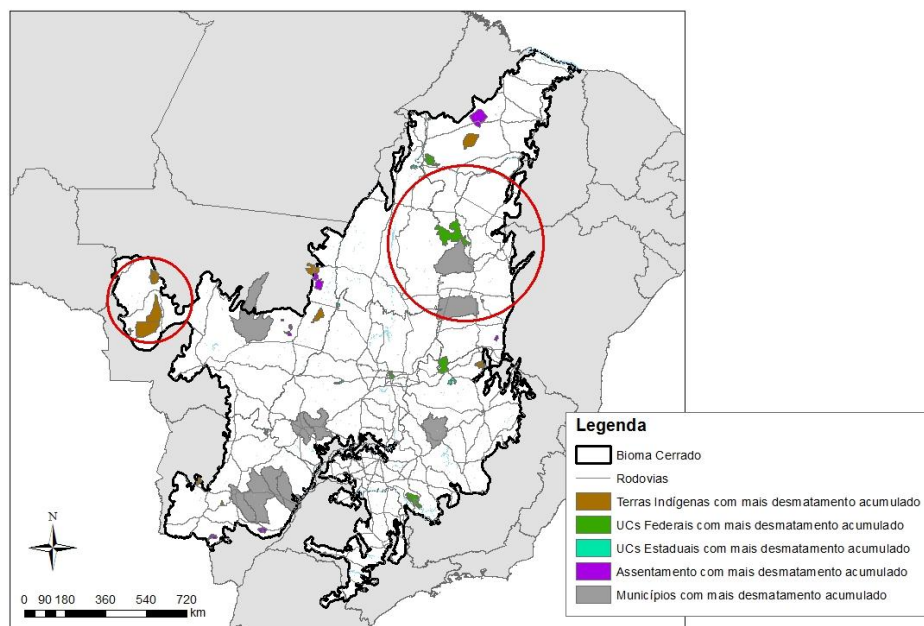 Legenda
Bioma Cerrado
Rodovias
Terras Indígenas com mais desmatamento acumulado
UCs Federais com mais desmatamento acumulado
UCs Estaduais com mais desmatamento acumulado
Assentamento com mais desmatamento acumulado
Municípios com mais desmatamento acumulado
N
0 90 180 360 540 720
km